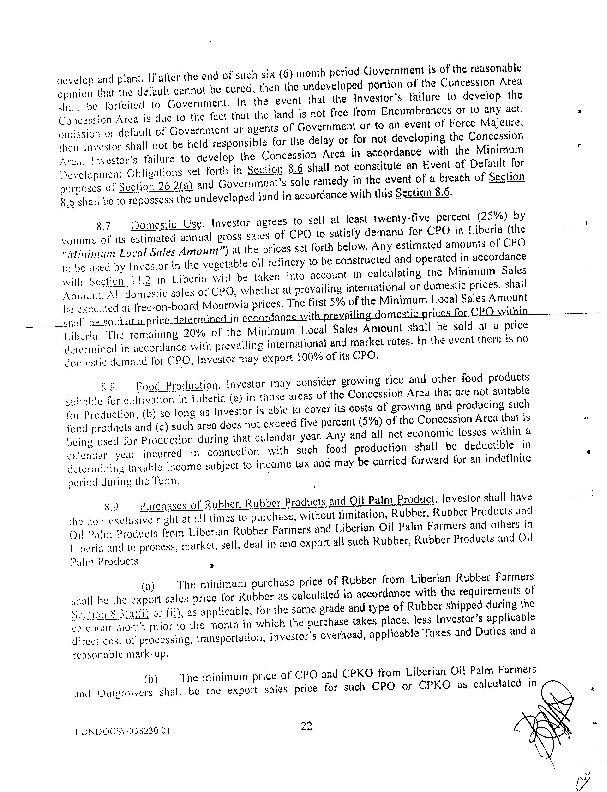 develop and plant. If after the end of such six (6) month period Government is of the reasonable
opinion that the default cannot be cured, then the undeveloped portion of the Concession Area
shall be forfeited to Government. In the event that the Investor's failure to develop the
Concession Area is due to the fact that the land is not free from Encumbrances or to any act,
omission or default of Government or agents of Government or to an event of Force Majeure,
then Investor shall not be held responsible for the delay or for not developing the Concession
Area. Investor's failure to develop the Concession Area in accordance with the Minimum
Development Obligations set forth in Section 8.6 shall not constitute an Event of Default for
purposes of Section 26.2(a) and Government's sole remedy in the event of a breach of Section
8.6 shall be to repossess the undeveloped land in accordance with this Section 8.6.
8.7 Domestic Use. Investor agrees to sell at least twenty-five percent (25%) by
volume of its estimated annual gross sales of CPO to satisfy demand for CPO in Liberia (the
"Minimum Local Sales Amount") at the prices set forth below. Any estimated amounts of CPO
to be used by Investor in the vegetable oil refinery to be constructed and operated in accordance
with Section 11.2 in Liberia will be taken into account in calculating the Minimum Sales
Amount. All domestic sales of CPO, whether at prevailing international or domestic prices, shall
be executed at free-on-board Monrovia prices. The first 5% of the Minimum Local Sales Amount
shall be sold at a price determined in accordance with prevailing domestic prices for CPO within
Liberia. The remaining 20% of the Minimum Local Sales Amount shall be sold at a price
determined in accordance with prevailing international and market rates. In the event there is no
domestic demand for CPO, Investor may export 100% of its CPO.
8.8 Food Production. Investor may consider growing rice and other food products
suitable for cultivation in Liberia (a) in those areas of the Concession Area that are not suitable
for Production, (b) so long as Investor is able to cover its costs of growing and producing such
food products and (c) such area does not exceed five percent (5%) of the Concession Area that is
being used for Production during that calendar year. Any and all net economic losses within a
calendar year incurred in connection with such food production shall be deductible in
determining taxable income subject to income tax and may be carried forward for an indefinite
period during the Term.
8.9 Purchases of Rubber, Rubber Products and Oil Palm Product. Investor shall have
the non-exclusive right at all times to purchase, without limitation, Rubber, Rubber Products and
Oil Palm Products from Liberian Rubber Farmers and Liberian Oil Palm Farmers and others in
Liberia and to process, market, sell, deal in and export all such Rubber, Rubber Products and Oil
Palm Products.
(a) The minimum purchase price of Rubber from Liberian Rubber Farmers
shall be the export sales price for Rubber as calculated in accordance with the requirements of
Section 8.3(a)(i) or (ii), as applicable, for the same grade and type of Rubber shipped during the
calendar month prior to the month in which the purchase takes place, less Investor's applicable
direct cost of processing, transportation, Investor's overhead, applicable Taxes and Duties and a
reasonable mark-up.
(b) The minimum price of CPO and CPKO from Liberian Oil Palm Farmers
and Outgrowers shall be the export sales price for such CPO or CPKO as calculated in
22